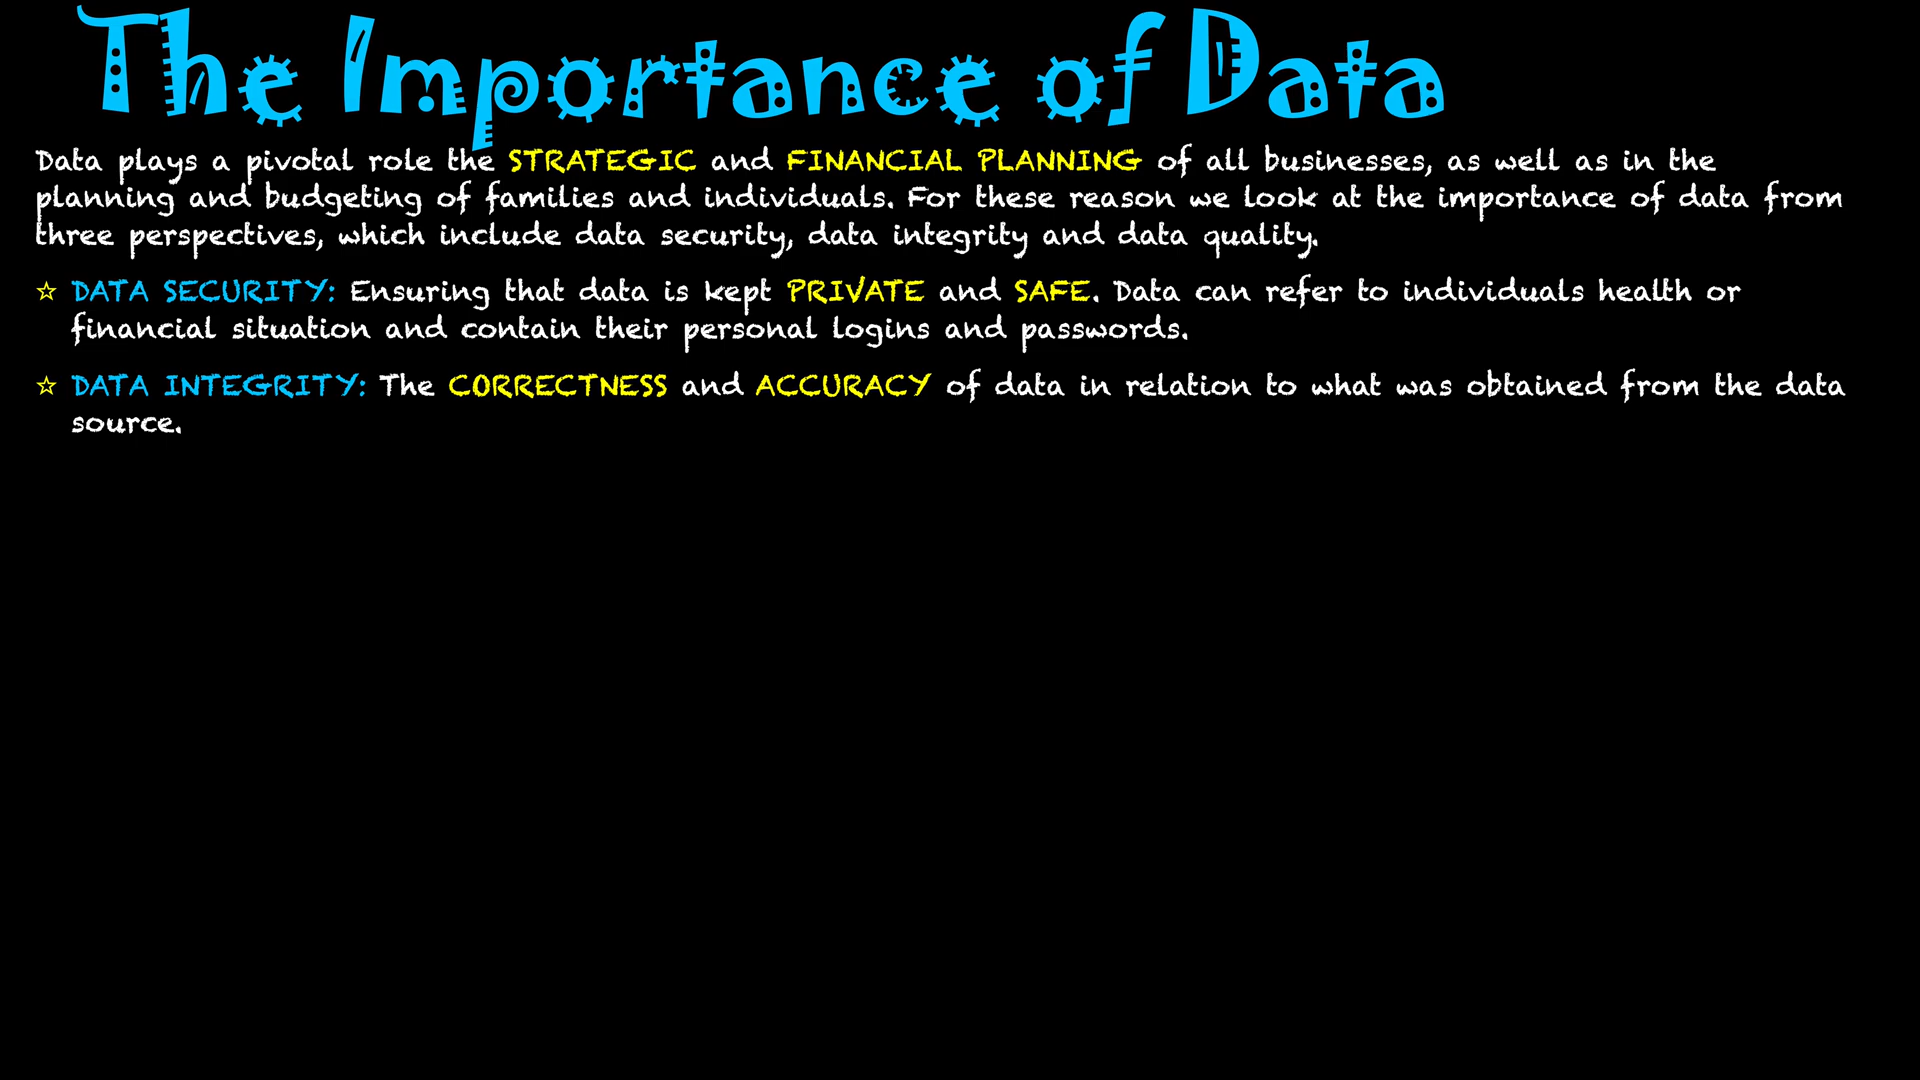 The Importance of Data
Data plays a pivotal role the STRATEGIC and FINANCIAL PLANNING of all businesses, as well as in the
planning and budgeting of families and individuals. For these reason we look at the importance of data from
three perspectives, which include data security, data integrity and data quality.
☆ DATA SECURITY: Ensuring that data is kept PRIVATE and SAFE. Data can refer to individuals health or
financial situation and contain their personal logins and passwords.
☆ DATA INTEGRITY: The CORRECTNESS and ACCURACY of data in relation to what was obtained from the data
source.